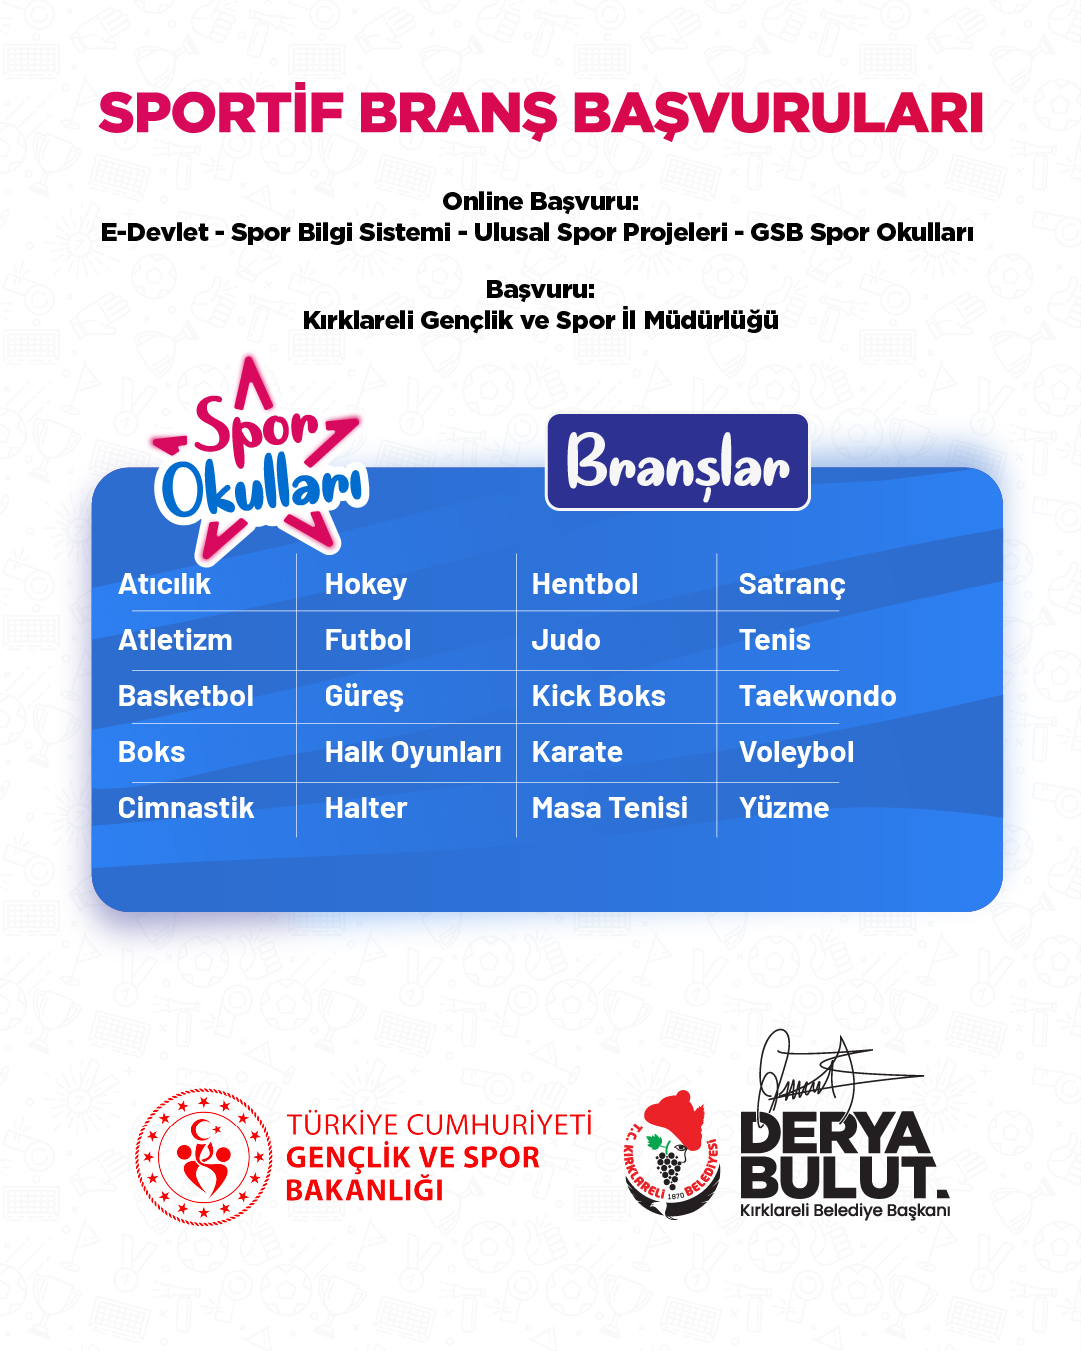 SPORTİF BRANŞ BAŞVURULARI
Online Başvuru:
E-Devlet - Spor Bilgi Sistemi - Ulusal Spor Projeleri - GSB Spor Okulları
Başvuru:
Kırklareli Gençlik ve Spor İl Müdürlüğü
Spor
Okulları
Branşlar
Atıcılık Hokey Hentbol Satranç
Atletizm Futbol Judo Tenis
Basketbol Güreş Kick Boks Taekwondo
Boks Halk Oyunları Karate Voleybol
Cimnastik Halter Masa Tenisi Yüzme
TÜRKİYE CUMHURİYETİ
GENÇLİK VE SPOR
BAKANLIĞI
T.C. KIRKLARELİ BELEDİYESİ
1870
DERYA
BULUT.
Kırklareli Belediye Başkanı